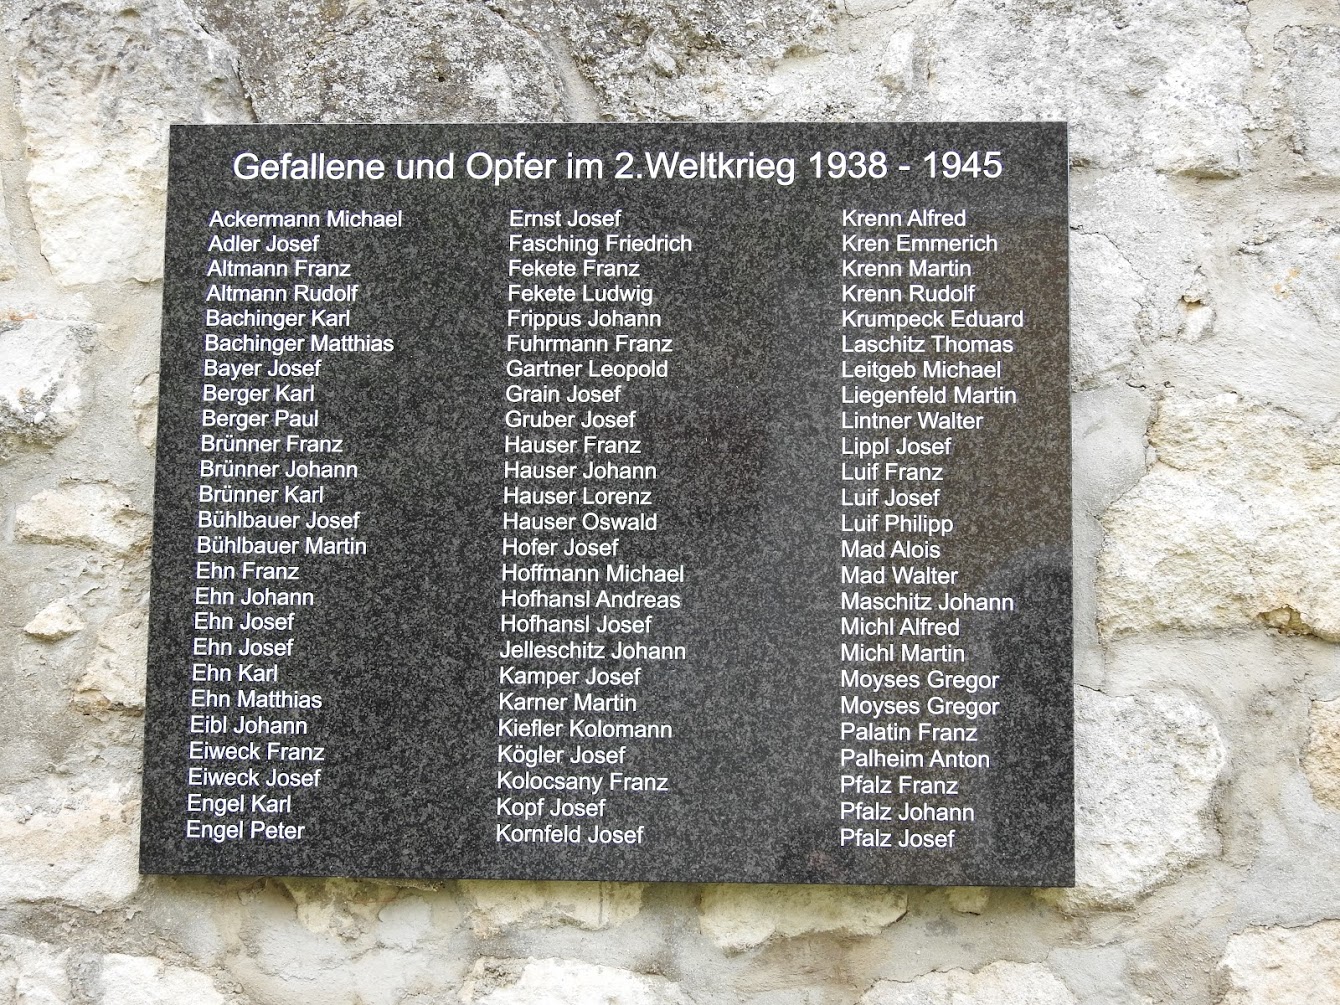 Gefallene und Opfer im 2.Weltkrieg 1938 - 1945
Ackermann Michael
Adler Josef
Altmann Franz
Altmann Rudolf
Bachinger Karl
Bachinger Matthias
Bayer Josef
Berger Karl
Berger Paul
Brünner Franz
Brünner Johann
Brünner Karl
Bühlbauer Josef
Bühlbauer Martin
Ehn Franz
Ehn Johann
Ehn Josef
Ehn Josef
Ehn Karl
Ehn Matthias
Eibl Johann
Eiweck Franz
Eiweck Josef
Engel Karl
Engel Peter
Ernst Josef
Fasching Friedrich
Fekete Franz
Fekete Ludwig
Frippus Johann
Fuhrmann Franz
Gartner Leopold
Grain Josef
Gruber Josef
Hauser Franz
Hauser Johann
Hauser Lorenz
Hauser Oswald
Hofer Josef
Hoffmann Michael
Hofhansl Andreas
Hofhansl Josef
Jelleschitz Johann
Kamper Josef
Karner Martin
Kiefler Kolomann
Kögler Josef
Kolocsany Franz
Kopf Josef
Kornfeld Josef
Krenn Alfred
Kren Emmerich
Krenn Martin
Krenn Rudolf
Krumpeck Eduard
Laschitz Thomas
Leitgeb Michael
Liegenfeld Martin
Lintner Walter
Lippl Josef
Luif Franz
Luif Josef
Luif Philipp
Mad Alois
Mad Walter
Maschitz Johann
Michl Alfred
Michl Martin
Moyses Gregor
Moyses Gregor
Palatin Franz
Palheim Anton
Pfalz Franz
Pfalz Johann
Pfalz Josef